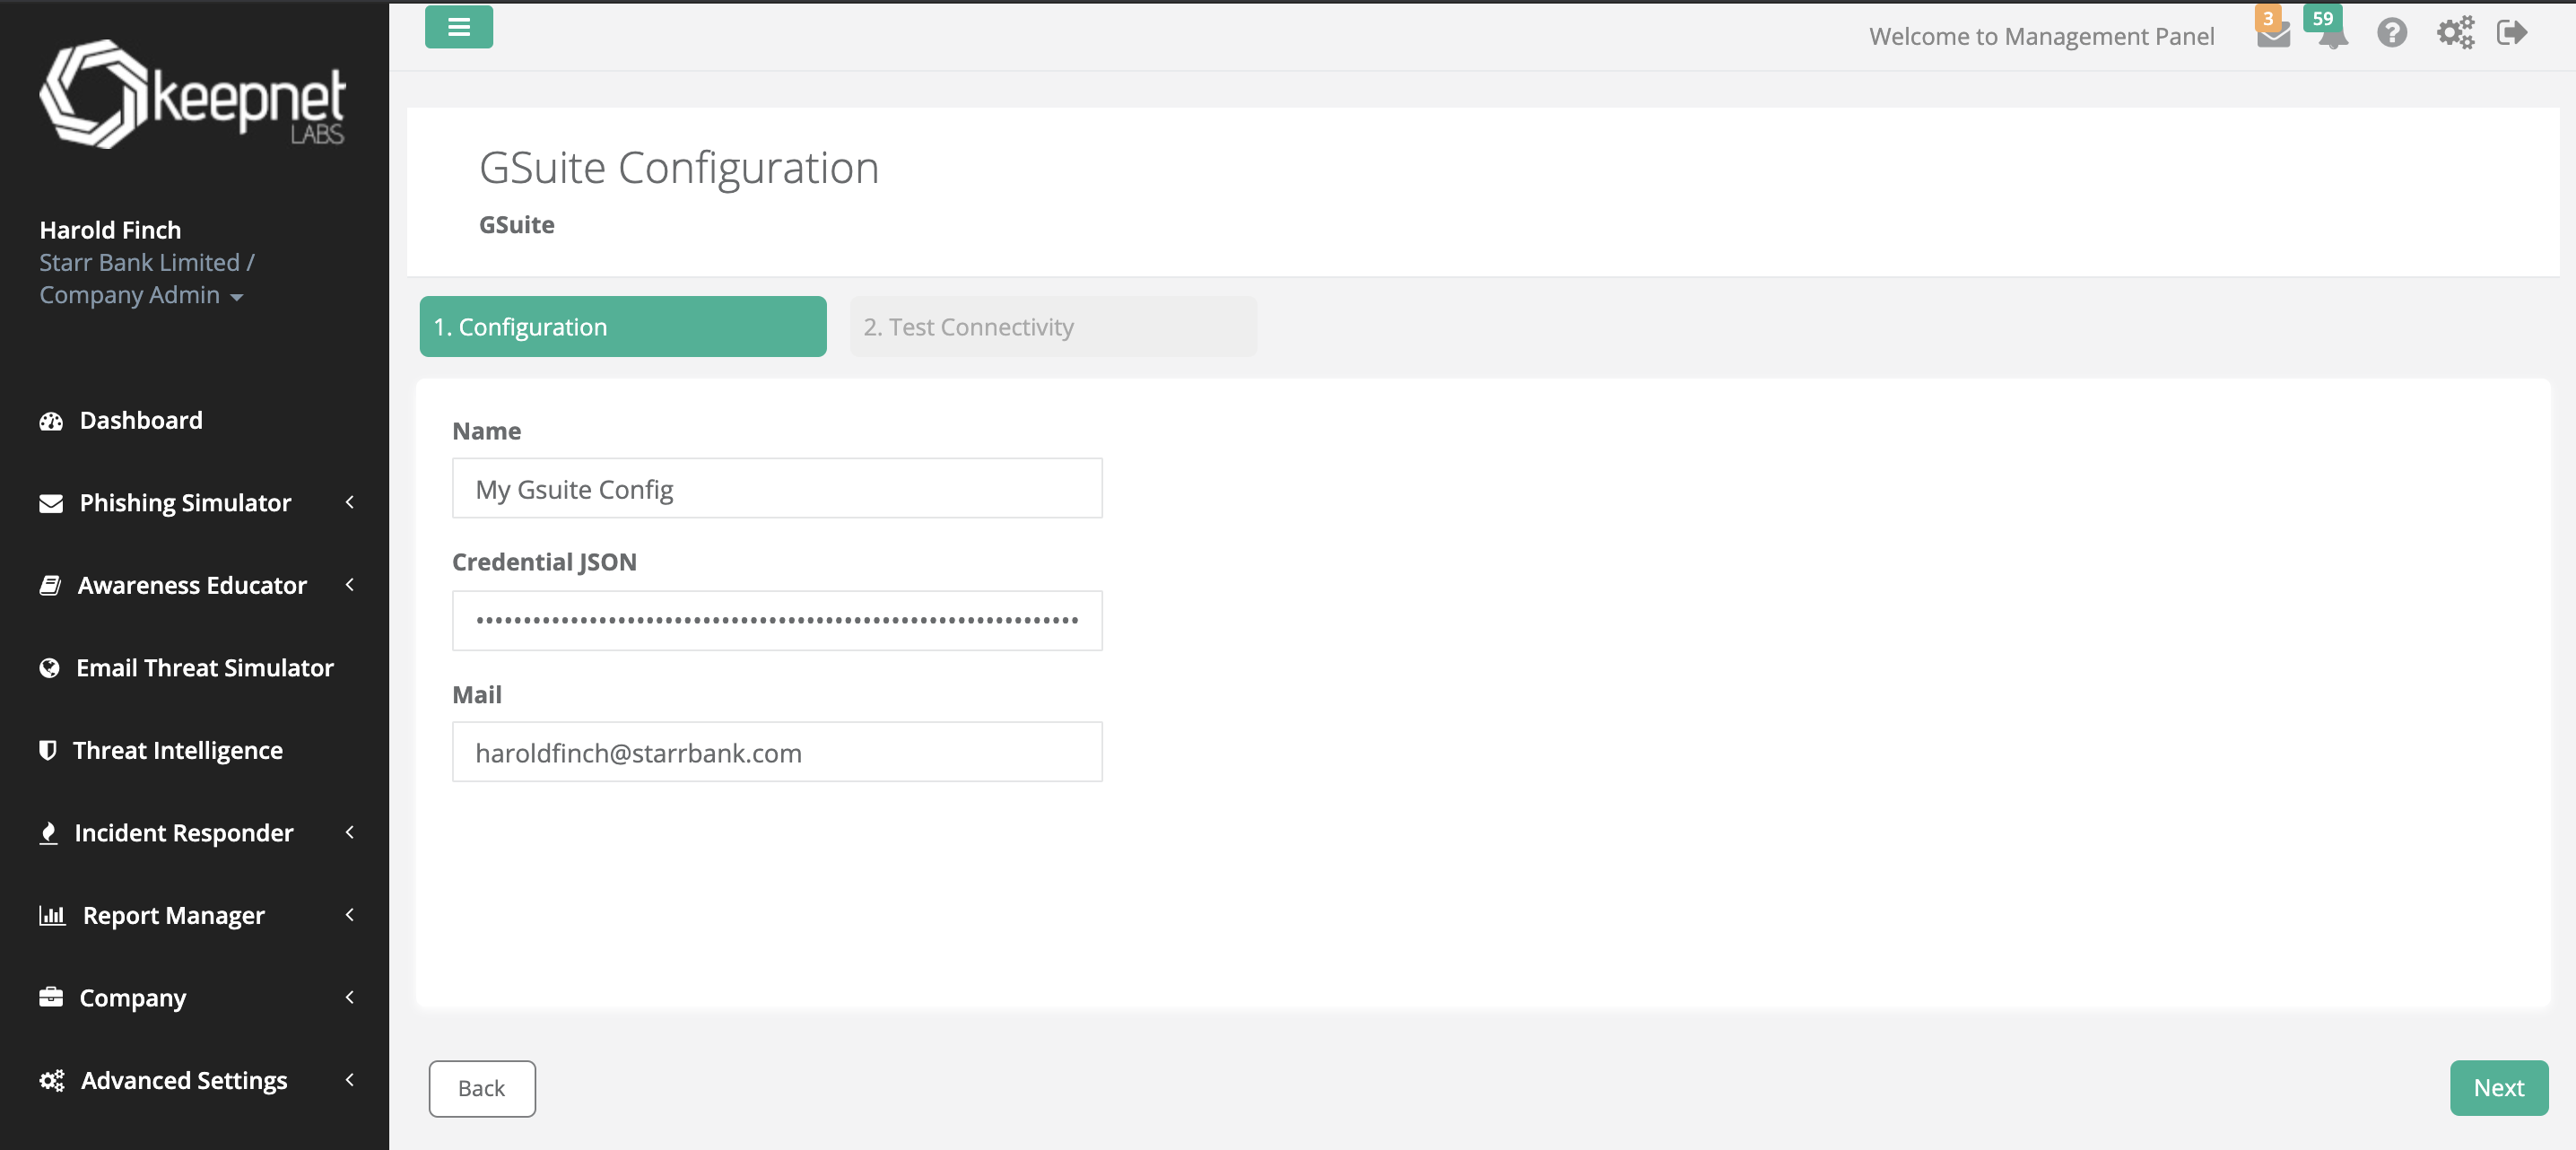 keepnet
LABS
Harold Finch
Starr Bank Limited /
Company Admin
Dashboard
Phishing Simulator
Awareness Educator
Email Threat Simulator
Threat Intelligence
Incident Responder
Report Manager
Company
Advanced Settings
Welcome to Management Panel
3
59
GSuite Configuration
GSuite
1. Configuration
2. Test Connectivity
Name
My Gsuite Config
Credential JSON
Mail
haroldfinch@starrbank.com
Back
Next